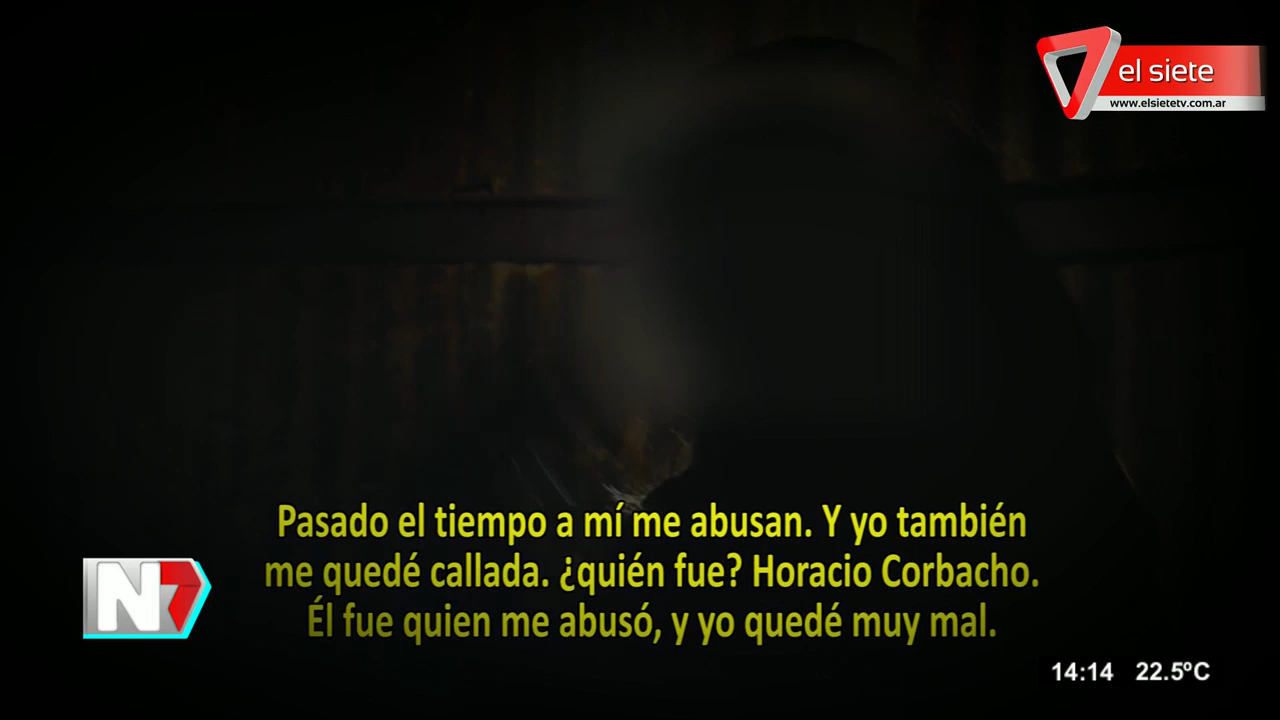 el siete
www.elsietetv.com.ar
Pasado el tiempo a mí me abusan. Y yo también
me quedé callada. ¿quién fue? Horacio Corbacho.
Él fue quien me abusó, y yo quedé muy mal.
N7
14:14 22.5ºC